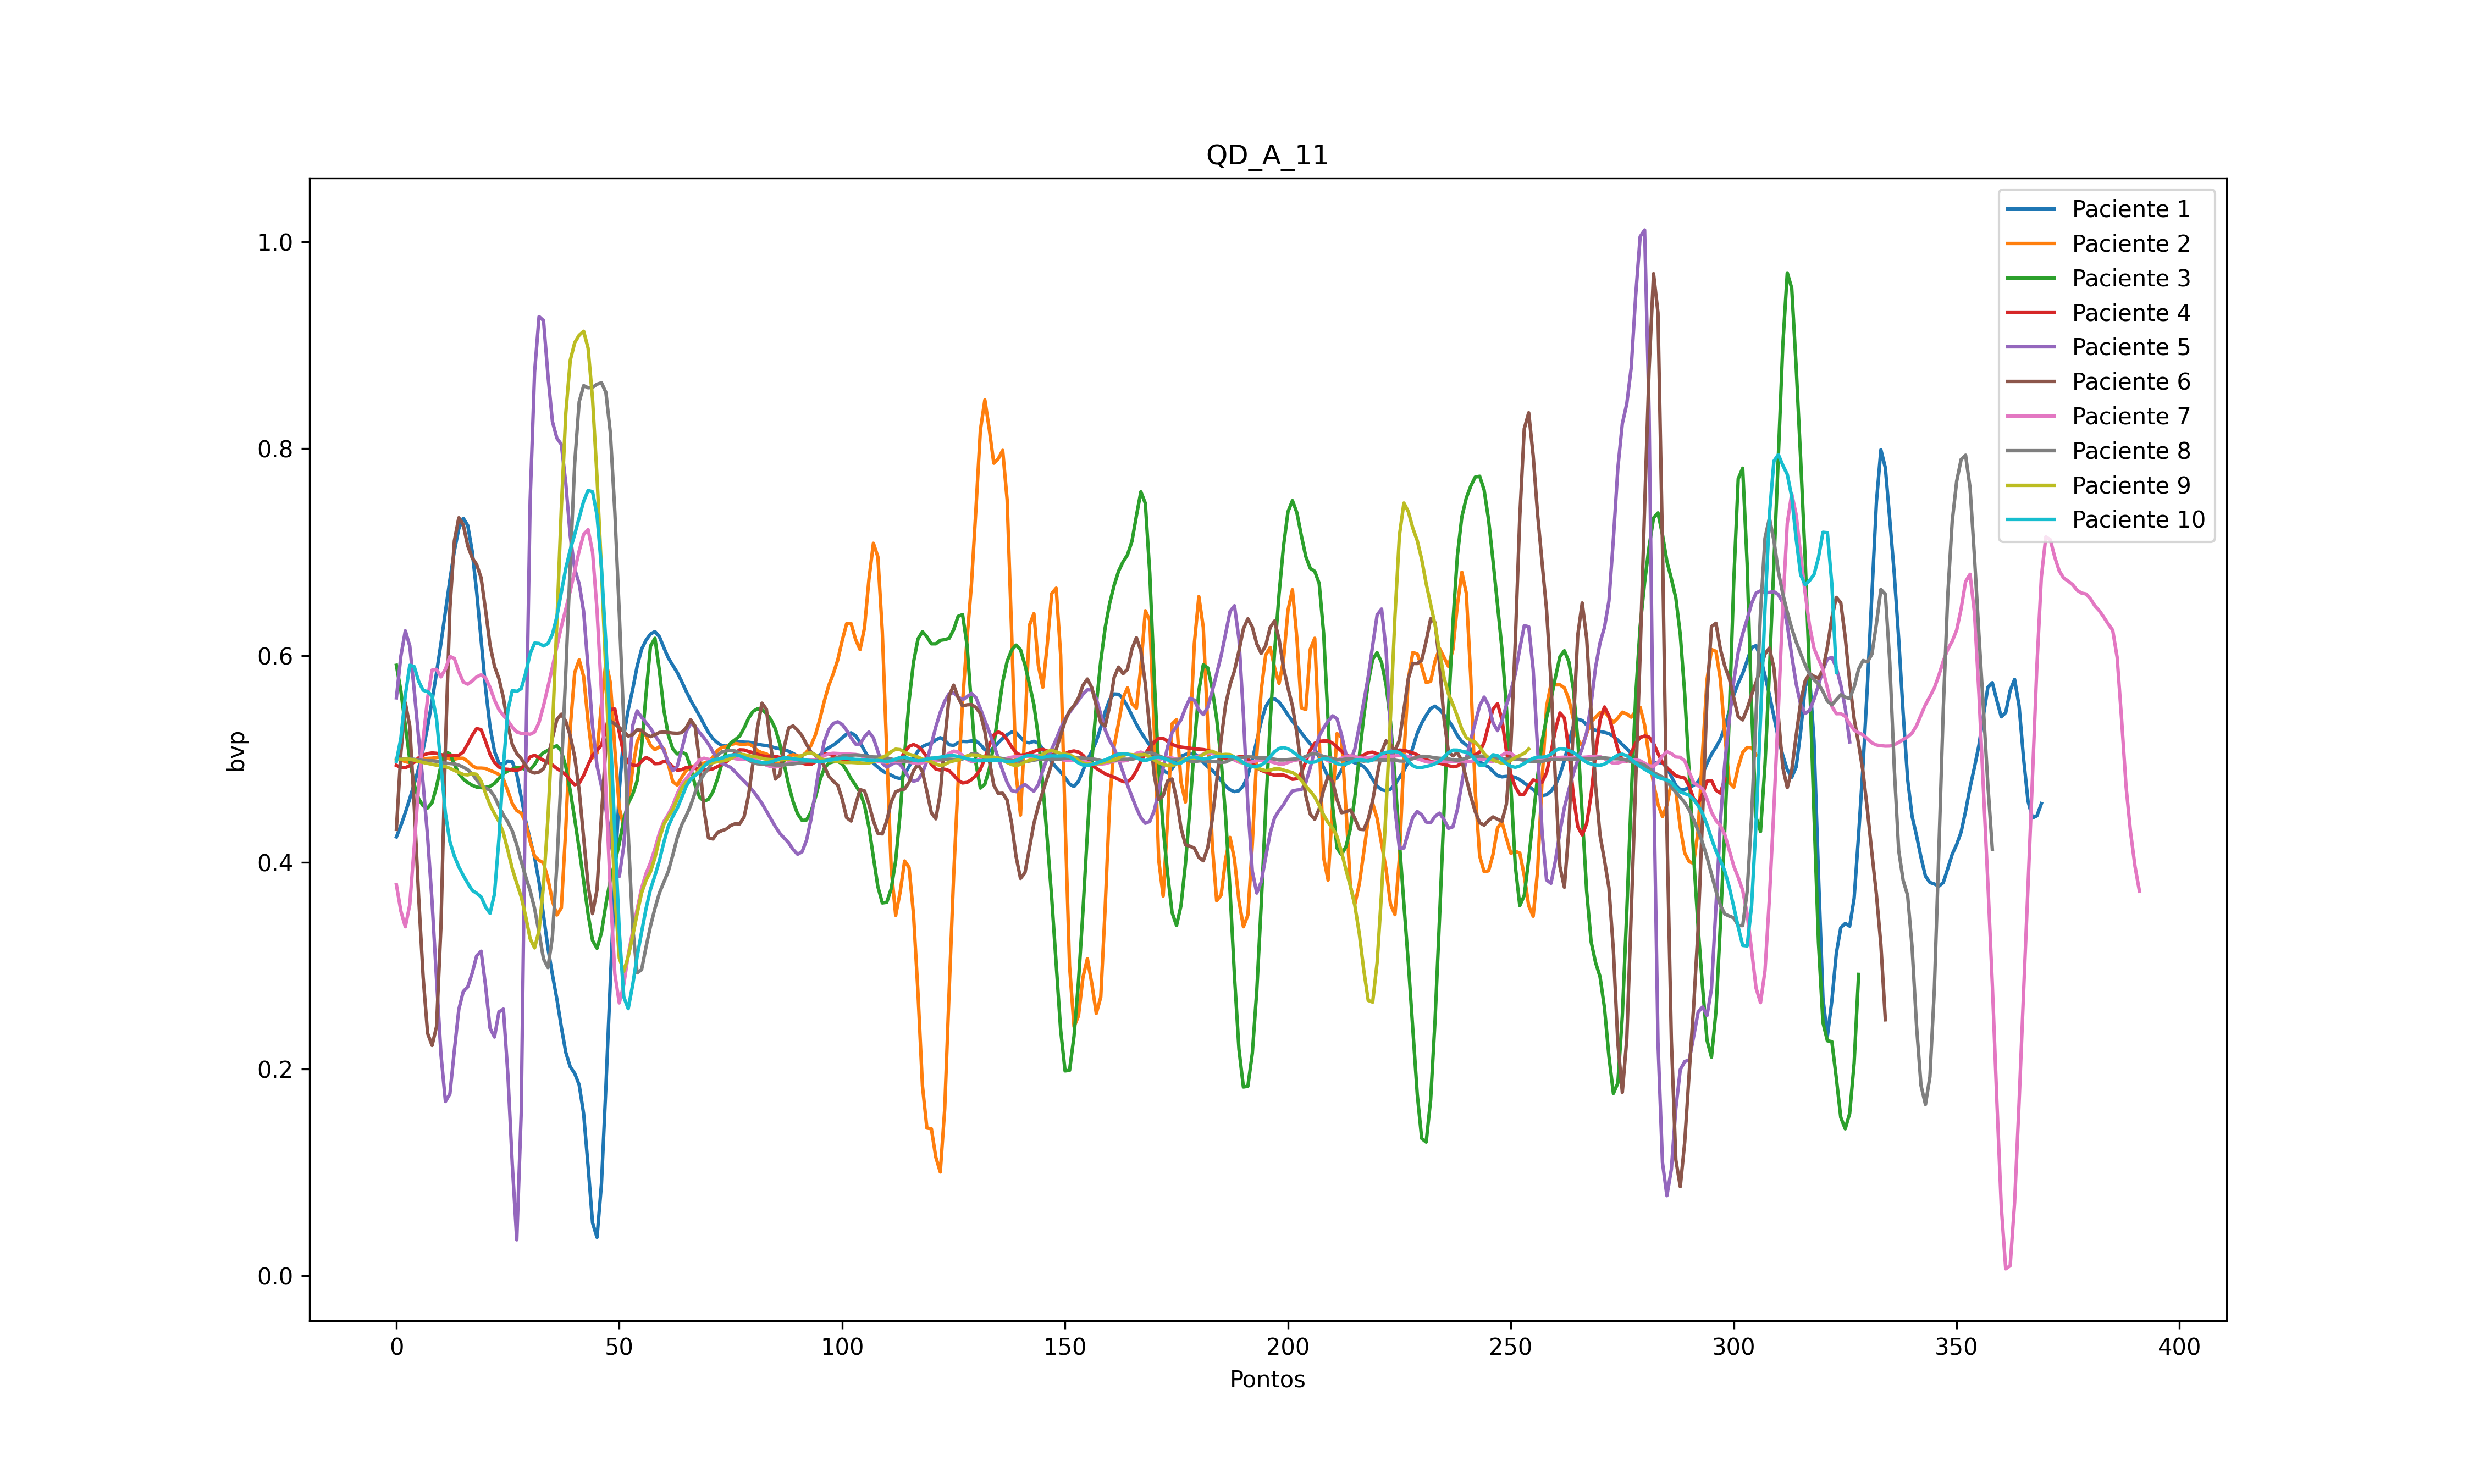 QD_A_11
bvp
1.0
0.8
0.6
0.4
0.2
0.0
0 50 100 150 200 250 300 350 400
Pontos
Paciente 1
Paciente 2
Paciente 3
Paciente 4
Paciente 5
Paciente 6
Paciente 7
Paciente 8
Paciente 9
Paciente 10